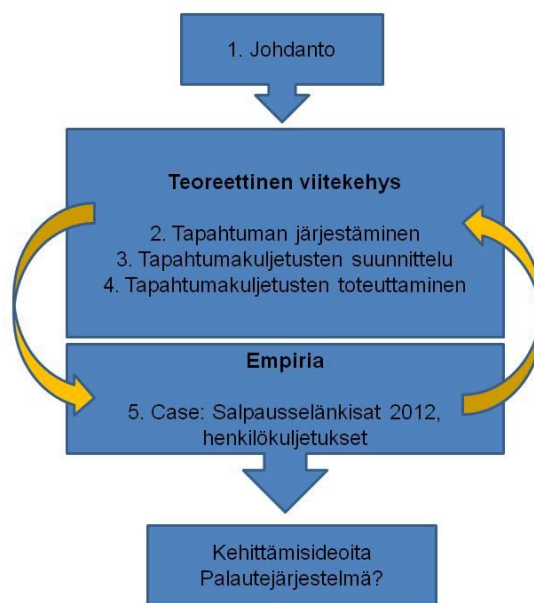 1. Johdanto
Teoreettinen viitekehys
2. Tapahtuman järjestäminen
3. Tapahtumakuljetusten suunnittelu
4. Tapahtumakuljetusten toteuttaminen
Empiria
5. Case: Salpausselänkisat 2012,
henkilökuljetukset
Kehittämisideoita
Palautejärjestelmä?